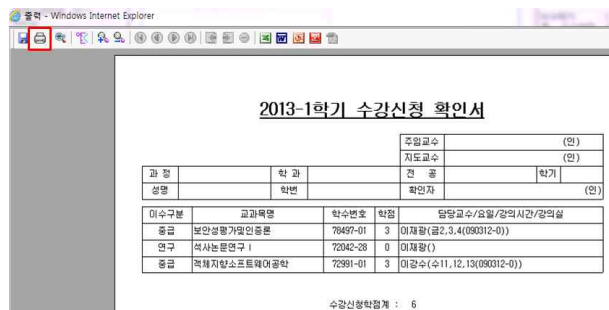 출력 - Windows Internet Explorer
2013-1학기 수강신청 확인서
주임교수 (인)
지도교수 (인)
과 정 학 과 전 공 학기
성명 학번 확인자 (인)
이수구분 교과목명 학수번호 학점 담당교수/요일/강의시간/강의실
중급 보안성평가및인증론 78497-01 3 이재광(금2,3,4(090312-0))
연구 석사논문연구 I 72042-28 0 이재광()
중급 객체지향소프트웨어공학 72991-01 3 이강수(수11,12,13(090312-0))
수강신청학점계 : 6